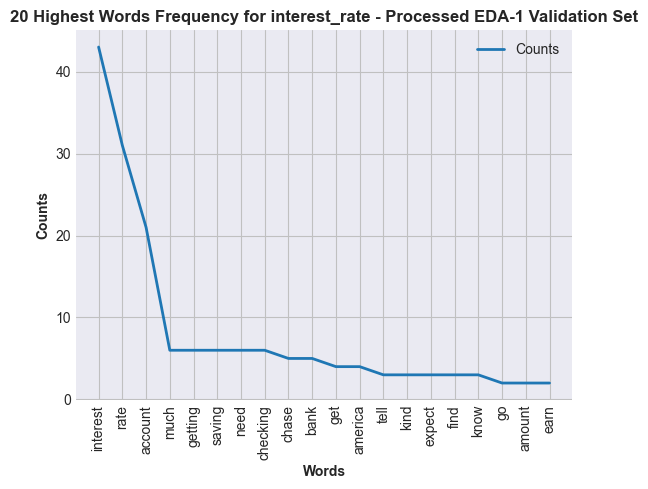 20 Highest Words Frequency for interest_rate - Processed EDA-1 Validation Set
Counts
40
30
20
10
0
Counts
interest
rate
account
much
getting
saving
need
checking
chase
bank
get
america
tell
kind
expect
find
know
go
amount
earn
Words